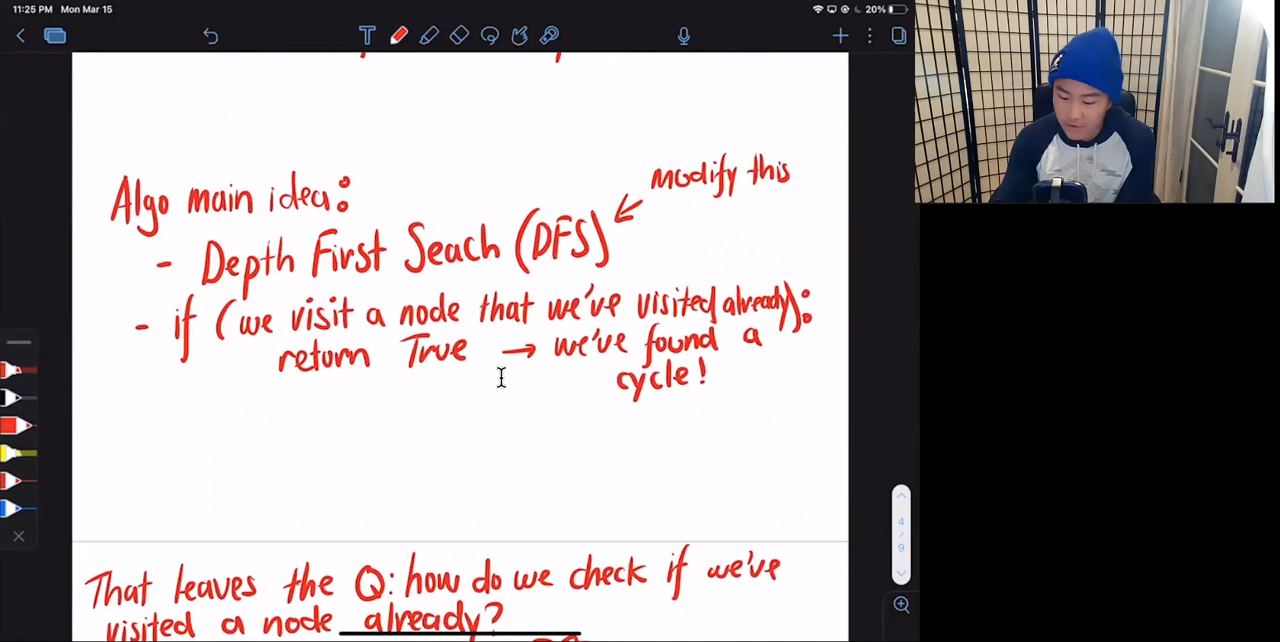 11:25 PM Mon Mar 15
20%
Algo main idea:
modify this
- Depth First Seach (DFS)
- if (we visit a node that we've visited already):
return True → we've found a
cycle!
4
/
9
That leaves the Q: how do we check if we've
visited a node already?